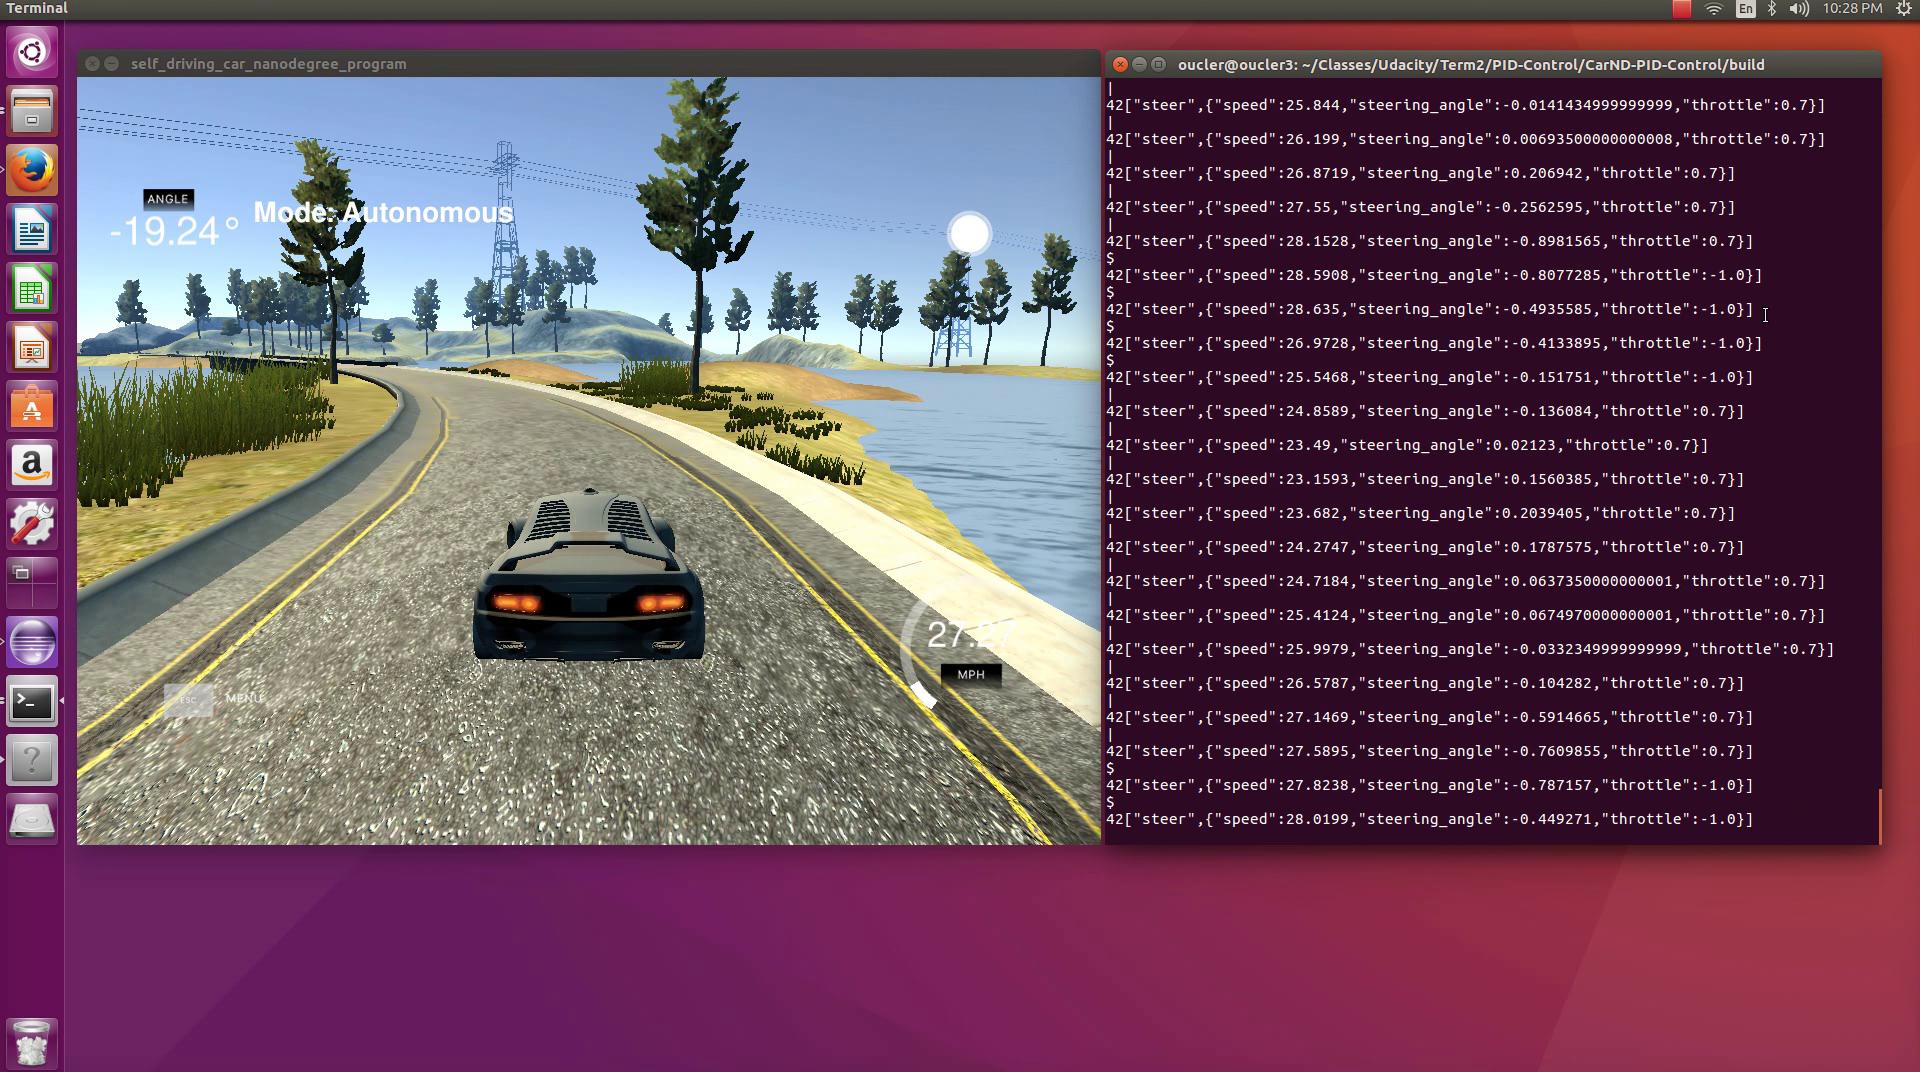 Terminal
En
10:28 PM
self_driving_car_nanodegree_program
ANGLE
-19.24°
Mode: Autonomous
27.27
MPH
ESC
MENU
oucler@oucler3: ~/Classes/Udacity/Term2/PID-Control/CarND-PID-Control/build
|
42["steer",{"speed":25.844,"steering_angle":-0.0141434999999999,"throttle":0.7}]
|
42["steer",{"speed":26.199,"steering_angle":0.00693500000000008,"throttle":0.7}]
|
42["steer",{"speed":26.8719,"steering_angle":0.206942,"throttle":0.7}]
|
42["steer",{"speed":27.55,"steering_angle":-0.2562595,"throttle":0.7}]
|
42["steer",{"speed":28.1528,"steering_angle":-0.8981565,"throttle":0.7}]
$
42["steer",{"speed":28.5908,"steering_angle":-0.8077285,"throttle":-1.0}]
$
42["steer",{"speed":28.635,"steering_angle":-0.4935585,"throttle":-1.0}]
$
42["steer",{"speed":26.9728,"steering_angle":-0.4133895,"throttle":-1.0}]
$
42["steer",{"speed":25.5468,"steering_angle":-0.151751,"throttle":-1.0}]
|
42["steer",{"speed":24.8589,"steering_angle":-0.136084,"throttle":0.7}]
|
42["steer",{"speed":23.49,"steering_angle":0.02123,"throttle":0.7}]
|
42["steer",{"speed":23.1593,"steering_angle":0.1560385,"throttle":0.7}]
|
42["steer",{"speed":23.682,"steering_angle":0.2039405,"throttle":0.7}]
|
42["steer",{"speed":24.2747,"steering_angle":0.1787575,"throttle":0.7}]
|
42["steer",{"speed":24.7184,"steering_angle":0.0637350000000001,"throttle":0.7}]
|
42["steer",{"speed":25.4124,"steering_angle":0.0674970000000001,"throttle":0.7}]
|
42["steer",{"speed":25.9979,"steering_angle":-0.0332349999999999,"throttle":0.7}]
|
42["steer",{"speed":26.5787,"steering_angle":-0.104282,"throttle":0.7}]
|
42["steer",{"speed":27.1469,"steering_angle":-0.5914665,"throttle":0.7}]
|
42["steer",{"speed":27.5895,"steering_angle":-0.7609855,"throttle":0.7}]
$
42["steer",{"speed":27.8238,"steering_angle":-0.787157,"throttle":-1.0}]
$
42["steer",{"speed":28.0199,"steering_angle":-0.449271,"throttle":-1.0}]